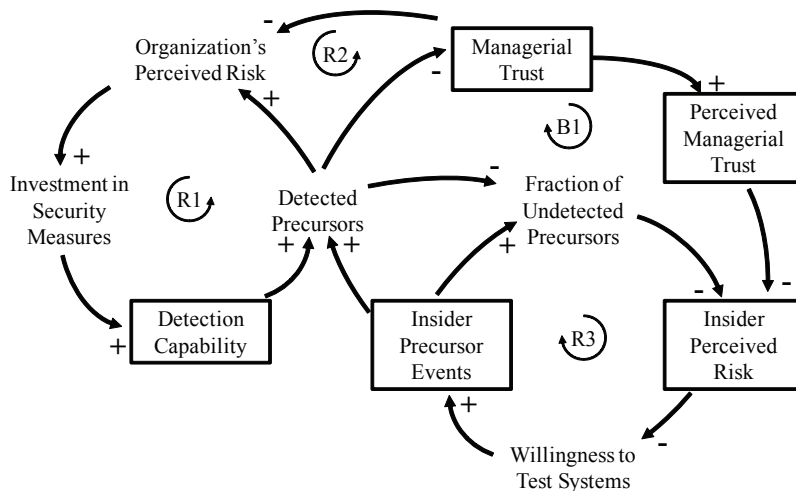 -
R2
Organization's
Perceived Risk
-
Managerial
Trust
+
+
B1
Perceived
Managerial
Trust
+
Investment in
Security
Measures
R1
Detected
Precursors
-
Fraction of
Undetected
Precursors
+
+
+
-
-
+
Detection
Capability
Insider
Precursor
Events
R3
Insider
Perceived
Risk
+
-
Willingness to
Test Systems